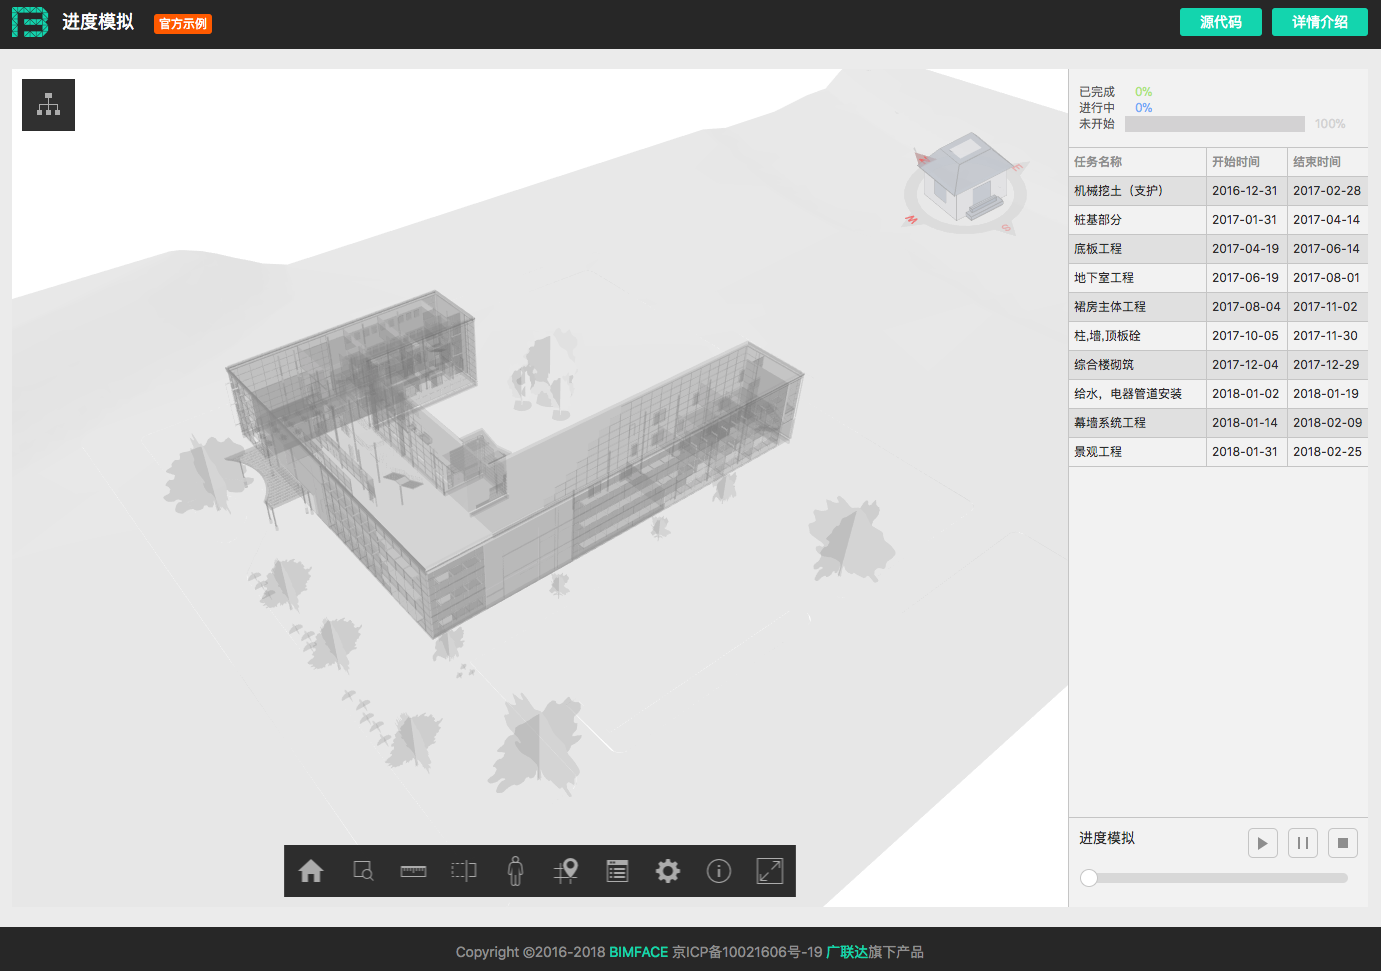 进度模拟 官方示例 源代码 详情介绍
已完成 0%
进行中 0%
未开始 100%
任务名称 开始时间 结束时间
机械挖土（支护） 2016-12-31 2017-02-28
桩基部分 2017-01-31 2017-04-14
底板工程 2017-04-19 2017-06-14
地下室工程 2017-06-19 2017-08-01
裙房主体工程 2017-08-04 2017-11-02
柱,墙,顶板砼 2017-10-05 2017-11-30
综合楼砌筑 2017-12-04 2017-12-29
给水，电器管道安装 2018-01-02 2018-01-19
幕墙系统工程 2018-01-14 2018-02-09
景观工程 2018-01-31 2018-02-25
进度模拟
Copyright ©2016-2018 BIMFACE 京ICP备10021606号-19 广联达旗下产品